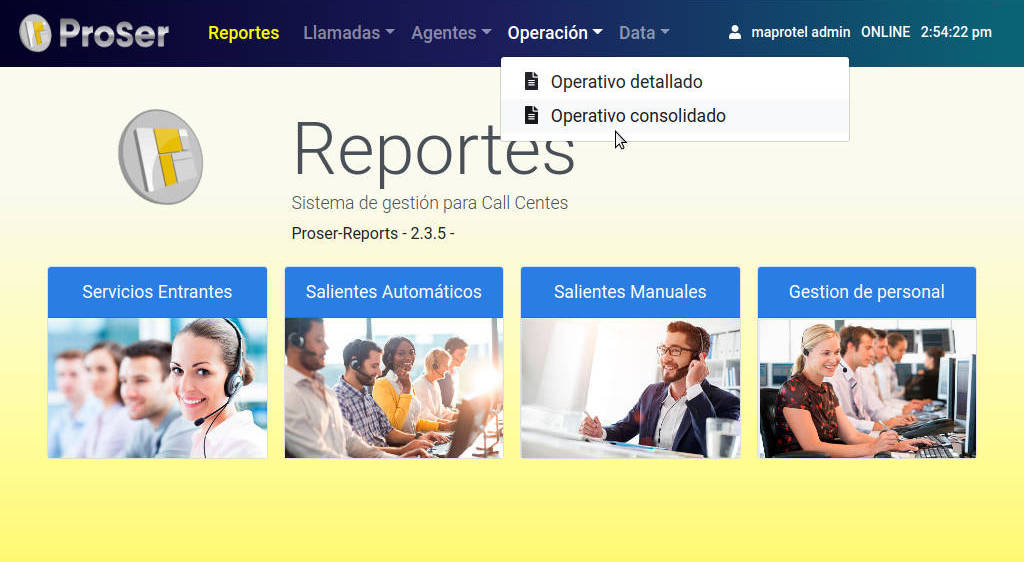 ProSer Reportes Llamadas Agentes Operación Data maprotel admin ONLINE 2:54:22 pm
Operativo detallado
Operativo consolidado
Reportes
Sistema de gestión para Call Centes
Proser-Reports - 2.3.5 -
Servicios Entrantes
Salientes Automáticos
Salientes Manuales
Gestion de personal